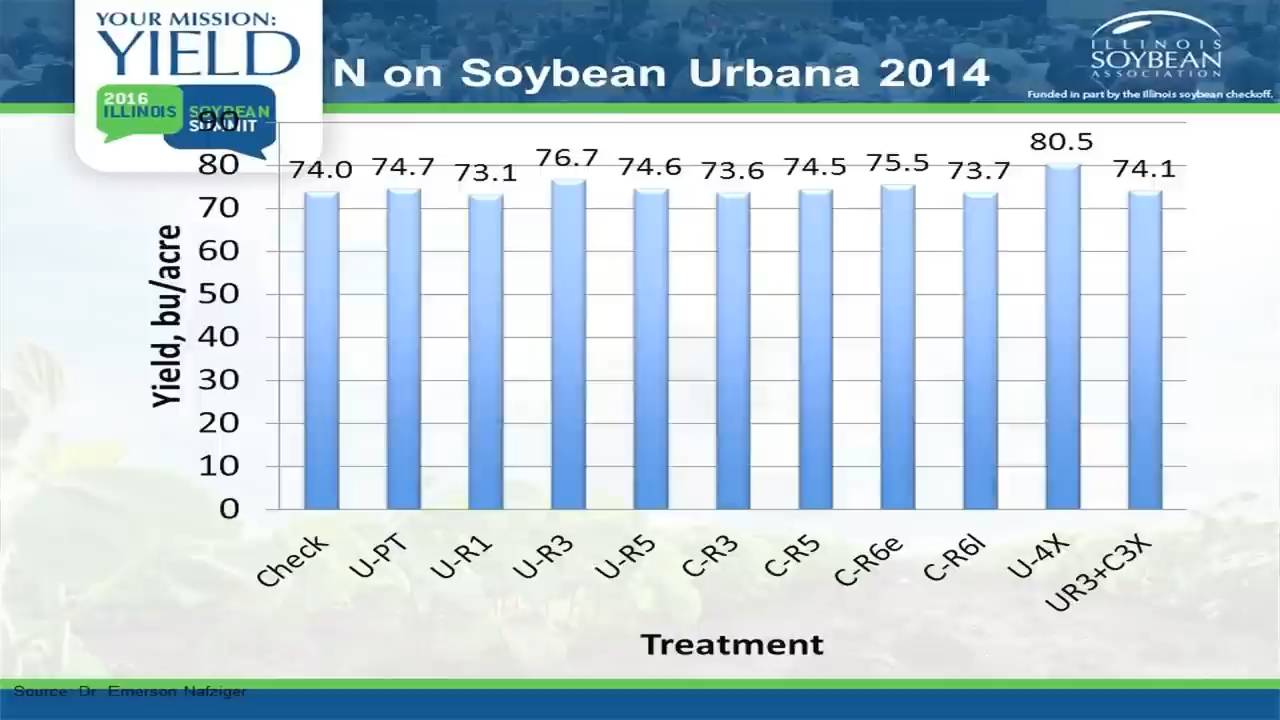 YOUR MISSION:
YIELD
2016
ILLINOIS SOYBEAN
SUMMIT
N on Soybean Urbana 2014
ILLINOIS
SOYBEAN
ASSOCIATION
Funded in part by the Illinois soybean checkoff.
90
80
70
60
50
40
30
20
10
0
Yield, bu/acre
74.0 74.7 73.1 76.7 74.6 73.6 74.5 75.5 73.7 80.5 74.1
Check U-PT U-R1 U-R3 U-R5 C-R3 C-R5 C-R6e C-R6l U-4X UR3+C3X
Treatment
Source: Dr. Emerson Nafziger